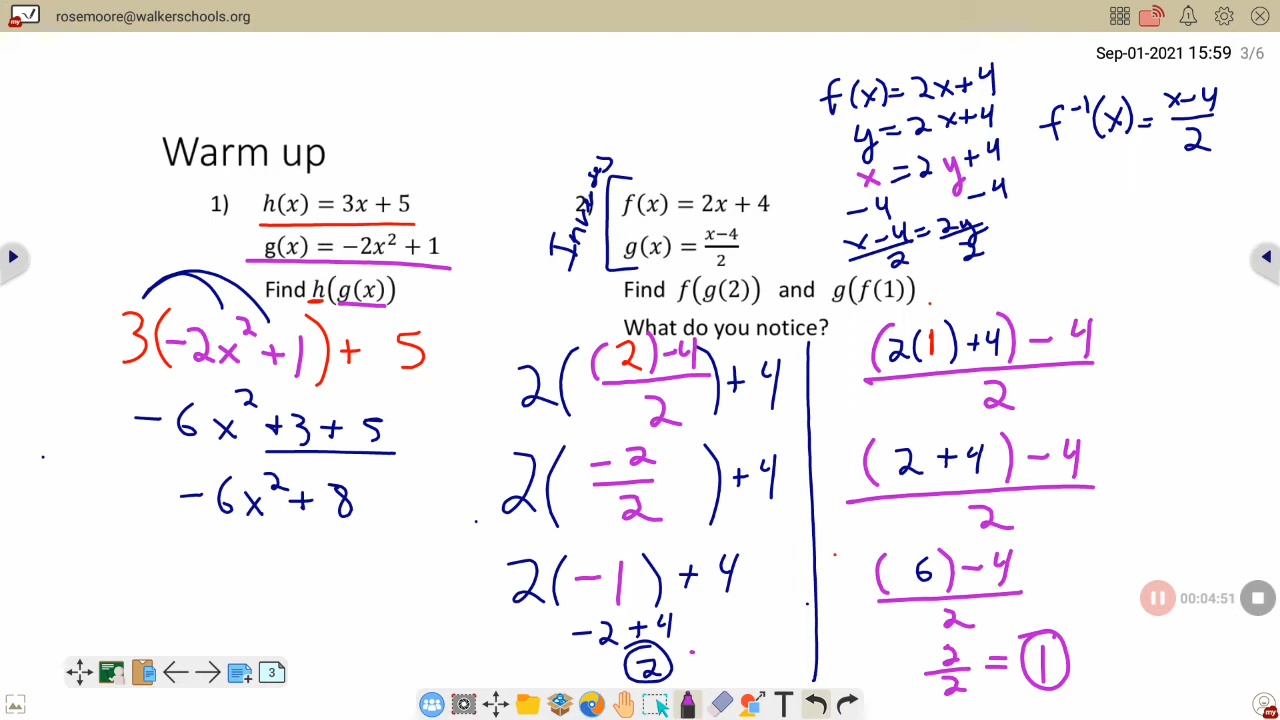 rosemoore@walkerschools.org
Sep-01-2021 15:59 3/6
Warm up
1) h(x) = 3x + 5
g(x) = −2x² + 1
Find h(g(x))
3(−2x² + 1) + 5
−6x² + 3 + 5
−6x² + 8
Inverses
2) f(x) = 2x + 4
g(x) = x−4/2
Find f(g(2)) and g(f(1))
What do you notice?
2((2)−4/2) + 4
2(−2/2) + 4
2(−1) + 4
−2 + 4
2
f(x) = 2x + 4
y = 2x + 4
x = 2y + 4
−4 −4
x−4/2 = 2y/2
f⁻¹(x) = x−4/2
(2(1) + 4) − 4/2
(2 + 4) − 4/2
(6) − 4/2
2/2 = 1
00:04:51
3